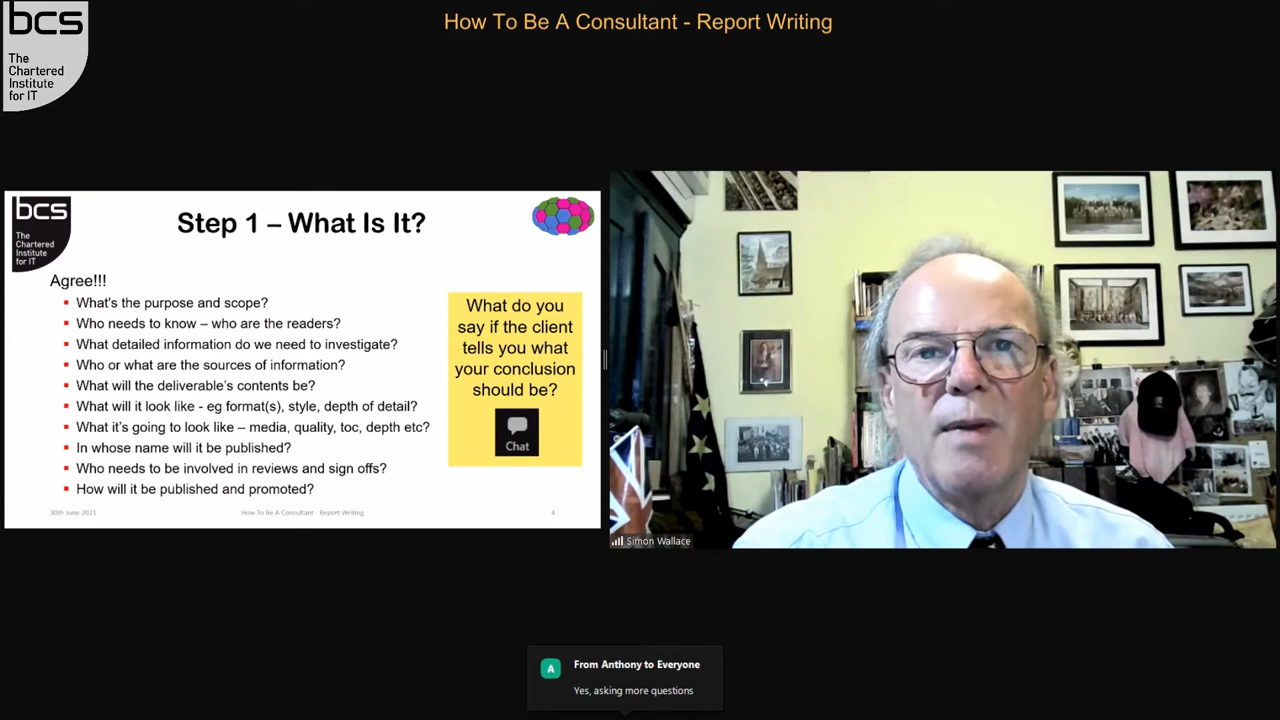 bcs
The
Chartered
Institute
for IT
How To Be A Consultant - Report Writing
bcs
The
Chartered
Institute
for IT
Step 1 – What Is It?
Agree!!!
▪ What's the purpose and scope?
▪ Who needs to know – who are the readers?
▪ What detailed information do we need to investigate?
▪ Who or what are the sources of information?
▪ What will the deliverable's contents be?
▪ What will it look like - eg format(s), style, depth of detail?
▪ What it's going to look like – media, quality, toc, depth etc?
▪ In whose name will it be published?
▪ Who needs to be involved in reviews and sign offs?
▪ How will it be published and promoted?
What do you
say if the client
tells you what
your conclusion
should be?
Chat
30th June 2021
How To Be A Consultant - Report Writing
4
Simon Wallace
A
From Anthony to Everyone
Yes, asking more questions